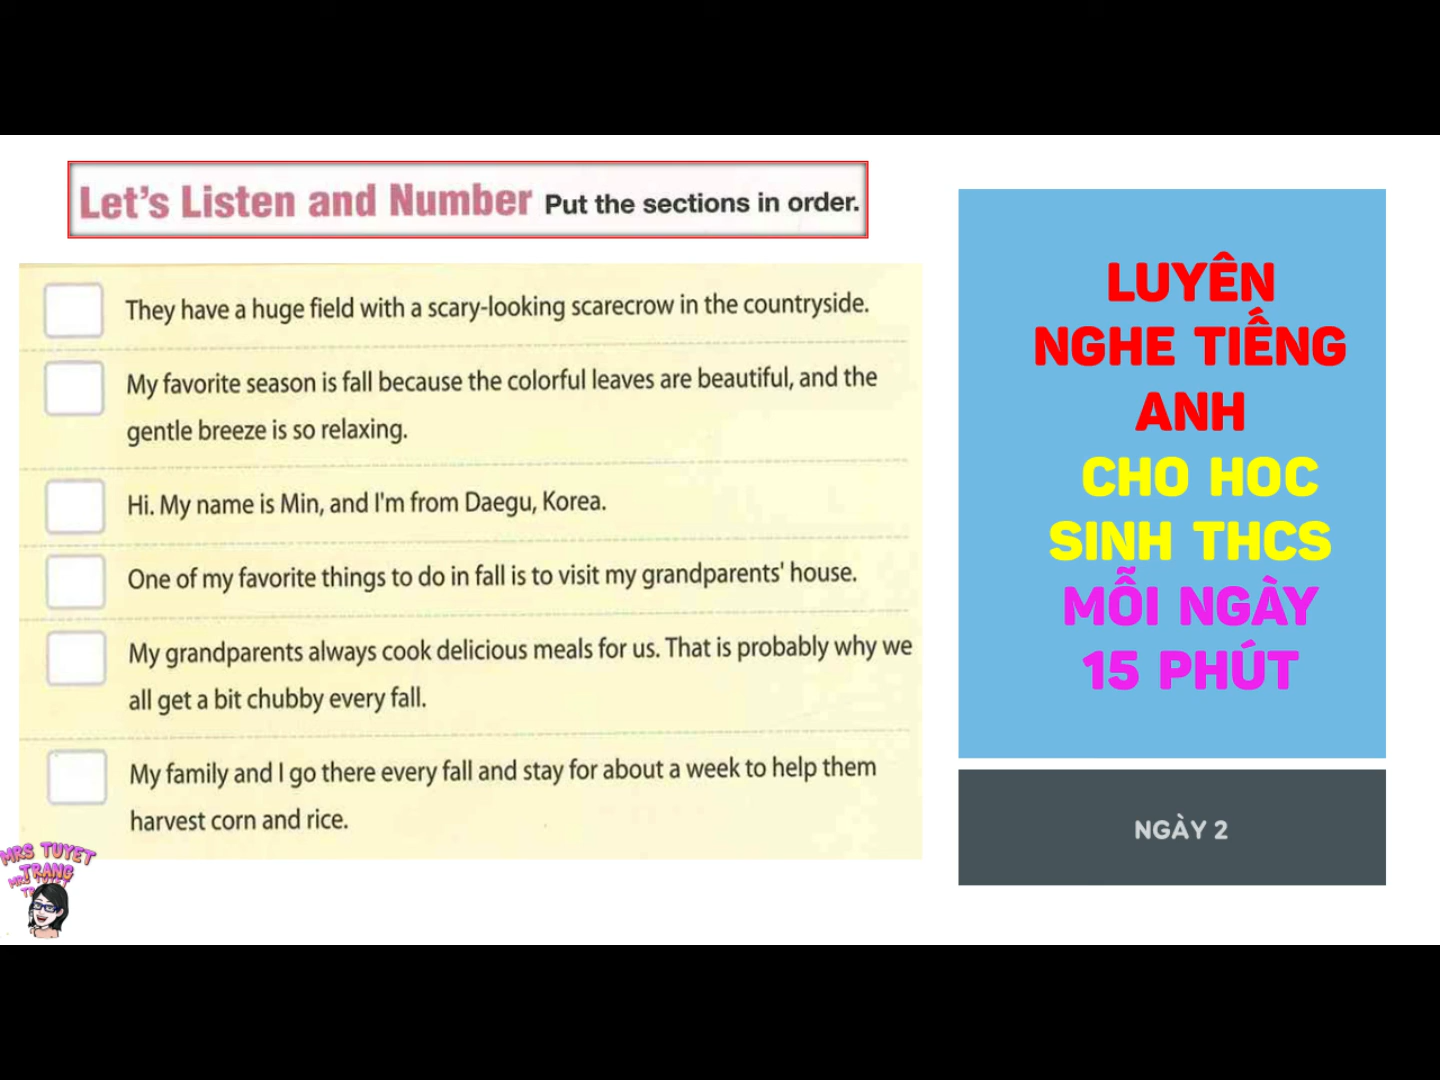 Let's Listen and Number Put the sections in order.
They have a huge field with a scary-looking scarecrow in the countryside.
My favorite season is fall because the colorful leaves are beautiful, and the
gentle breeze is so relaxing.
Hi. My name is Min, and I'm from Daegu, Korea.
One of my favorite things to do in fall is to visit my grandparents' house.
My grandparents always cook delicious meals for us. That is probably why we
all get a bit chubby every fall.
My family and I go there every fall and stay for about a week to help them
harvest corn and rice.
MRS TUYET
TRANG
MRS TUYET
LUYÊN
NGHE TIẾNG
ANH
CHO HOC
SINH THCS
MỖI NGÀY
15 PHÚT
NGÀY 2